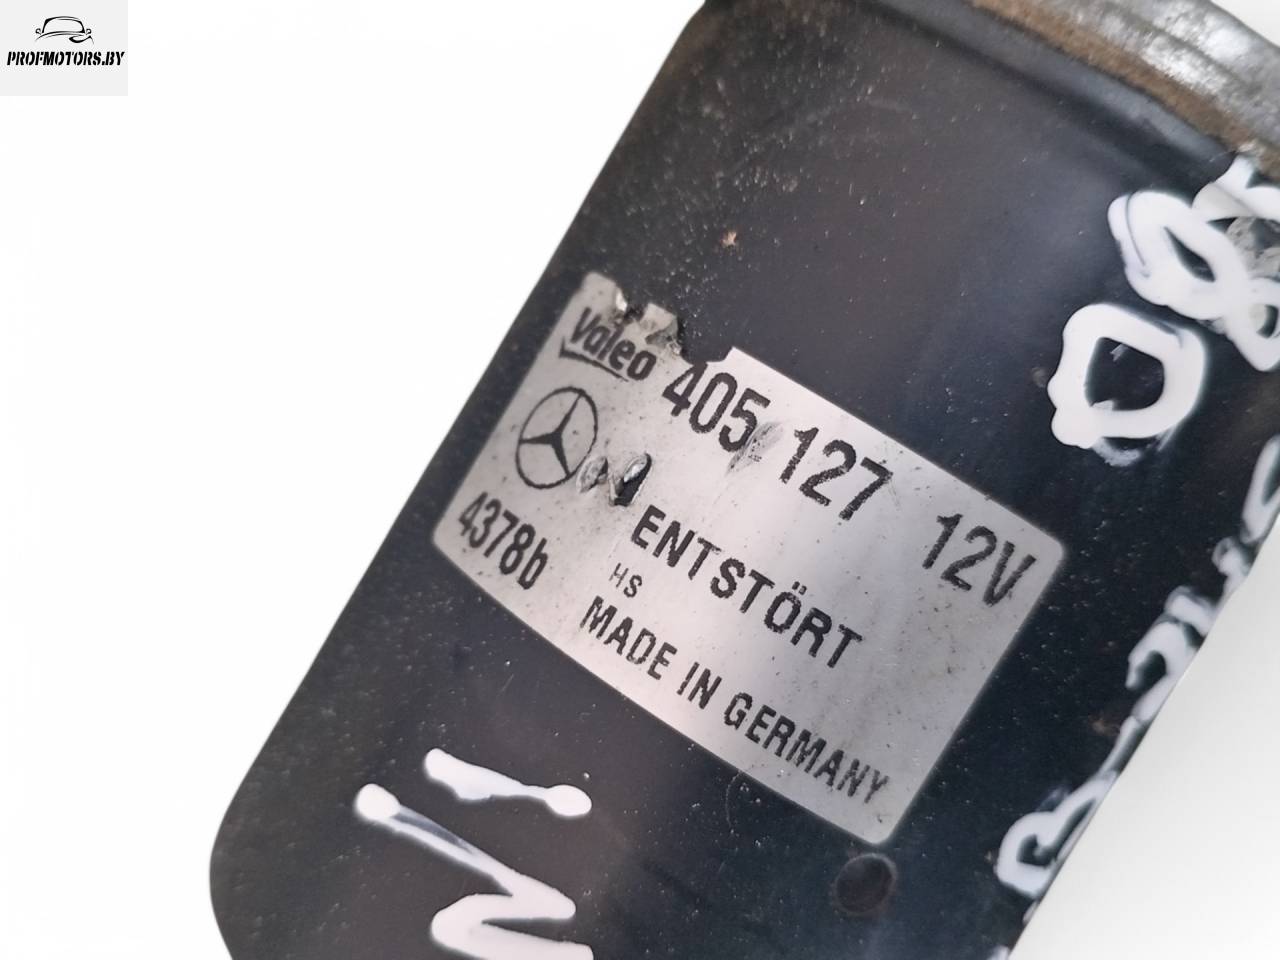 PROFMOTORS.BY
Valeo 405 127 12V
ENTSTÖRT
4378b HS
MADE IN GERMANY